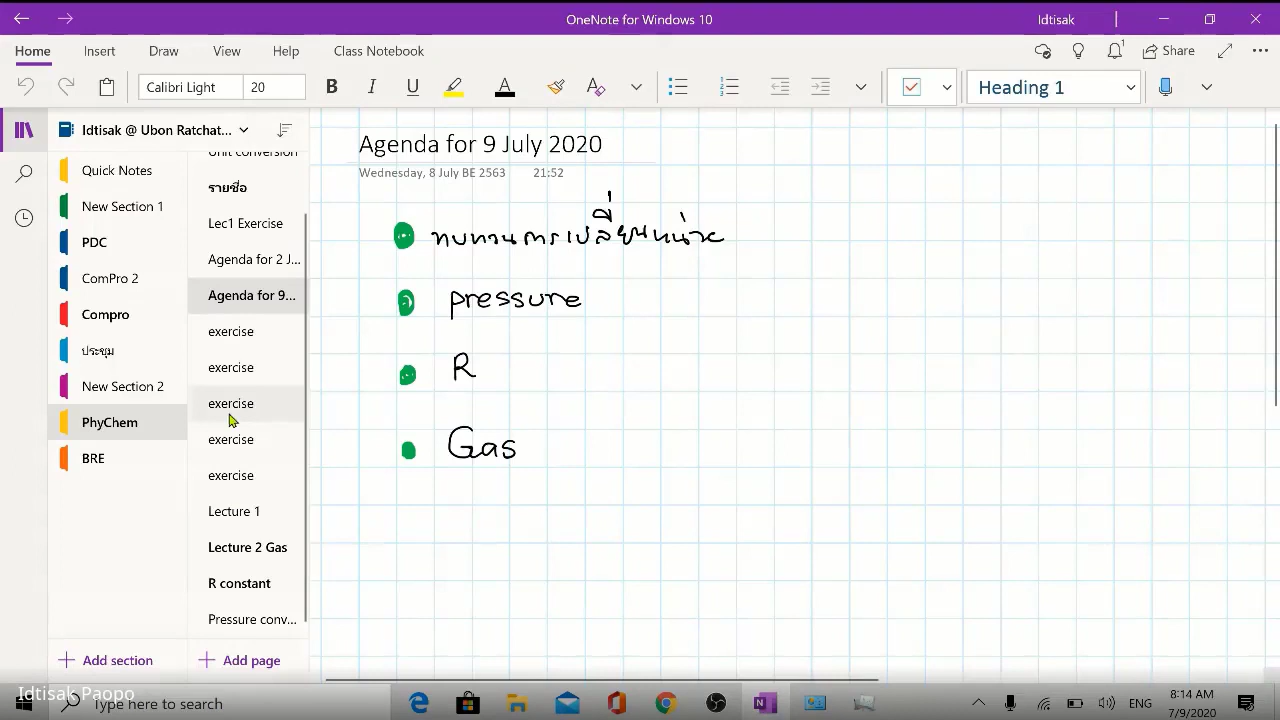 OneNote for Windows 10
Idtisak
Home
Insert
Draw
View
Help
Class Notebook
Share
Calibri Light
20
B
I
U
A
Heading 1
Idtisak @ Ubon Ratchat...
Quick Notes
New Section 1
PDC
ComPro 2
Compro
ประชุม
New Section 2
PhyChem
BRE
Add section
Unit conversion
รายชื่อ
Lec1 Exercise
Agenda for 2 J...
Agenda for 9...
exercise
exercise
exercise
exercise
exercise
Lecture 1
Lecture 2 Gas
R constant
Pressure conv...
Add page
Agenda for 9 July 2020
Wednesday, 8 July BE 2563
21:52
ทบทวนการเปลี่ยนหน่วย
pressure
R
Gas
Idtisak Paopo
Type here to search
ENG
8:14 AM
7/9/2020